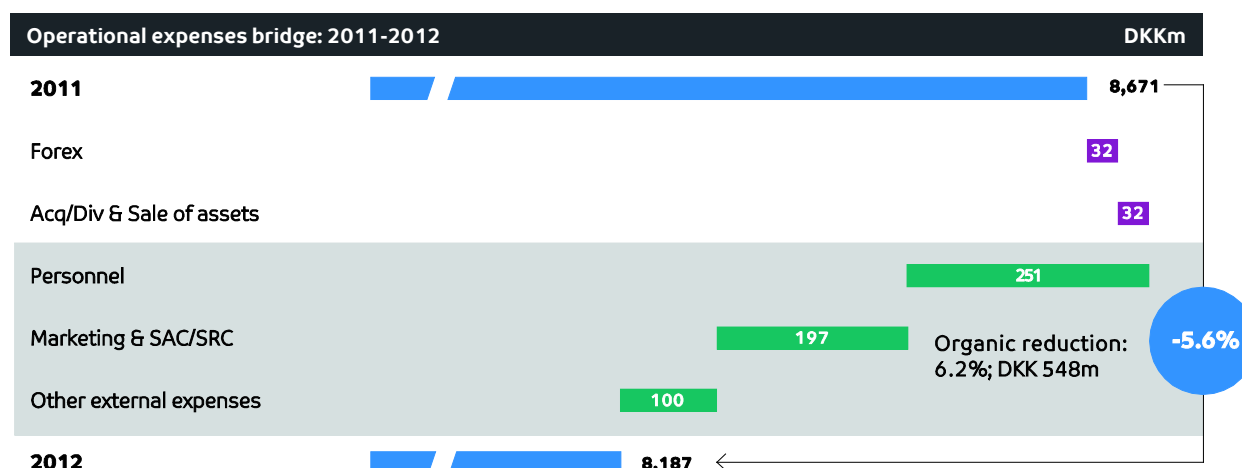 Operational expenses bridge: 2011-2012 DKKm
2011 8,671
Forex 32
Acq/Div & Sale of assets 32
Personnel 251
Marketing & SAC/SRC 197
Organic reduction:
6.2%; DKK 548m
-5.6%
Other external expenses 100
2012 8,187